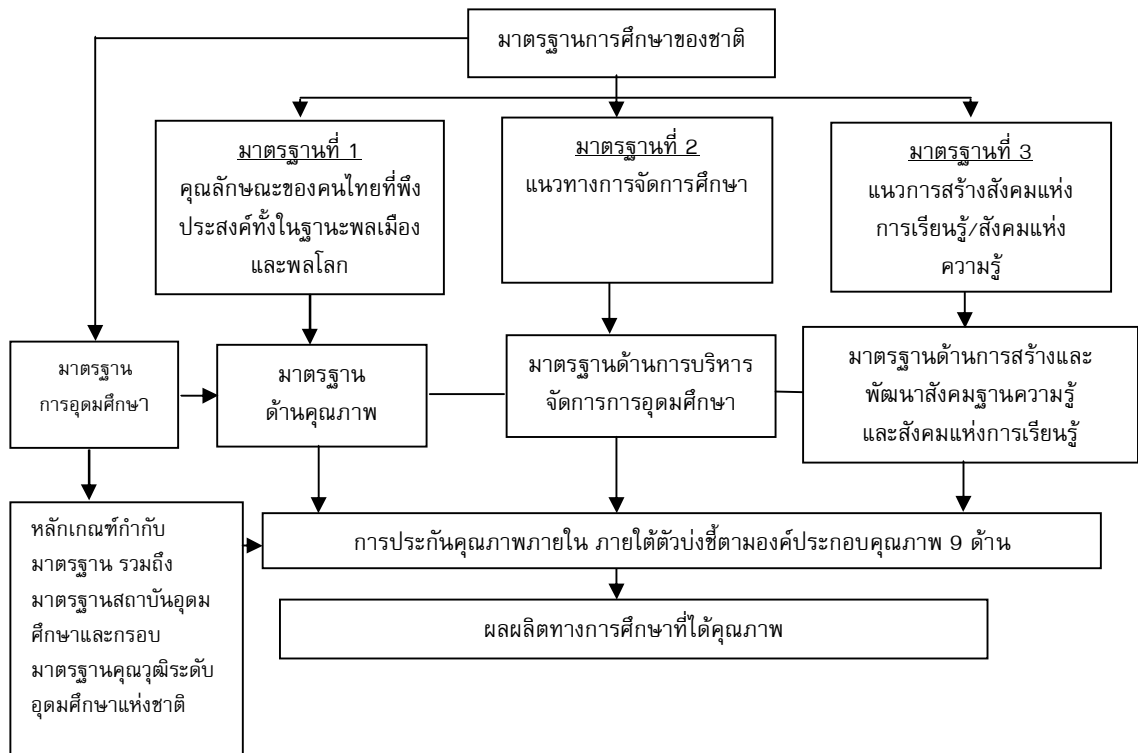 มาตรฐานการศึกษาของชาติ
มาตรฐานที่ 1
คุณลักษณะของคนไทยที่พึง
ประสงค์ทั้งในฐานะพลเมือง
และพลโลก
มาตรฐานที่ 2
แนวทางการจัดการศึกษา
มาตรฐานที่ 3
แนวการสร้างสังคมแห่ง
การเรียนรู้/สังคมแห่ง
ความรู้
มาตรฐาน
การอุดมศึกษา
มาตรฐาน
ด้านคุณภาพ
มาตรฐานด้านการบริหาร
จัดการการอุดมศึกษา
มาตรฐานด้านการสร้างและ
พัฒนาสังคมฐานความรู้
และสังคมแห่งการเรียนรู้
หลักเกณฑ์กำกับ
มาตรฐาน รวมถึง
มาตรฐานสถาบันอุดม
ศึกษาและกรอบ
มาตรฐานคุณวุฒิระดับ
อุดมศึกษาแห่งชาติ
การประกันคุณภาพภายใน ภายใต้ตัวบ่งชี้ตามองค์ประกอบคุณภาพ 9 ด้าน
ผลผลิตทางการศึกษาที่ได้คุณภาพ